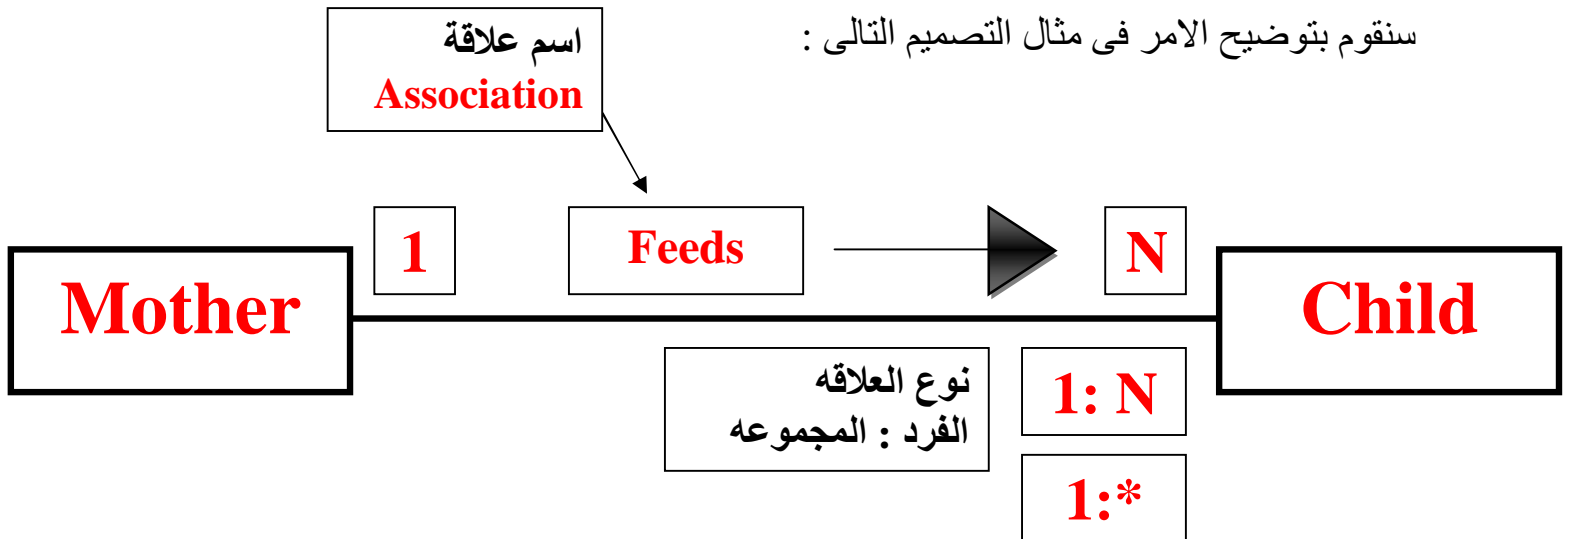 سنقوم بتوضيح الامر فى مثال التصميم التالى :
اسم علاقة
Association
1
Feeds
N
Mother
Child
نوع العلاقه
الفرد : المجموعه
1: N
1:*